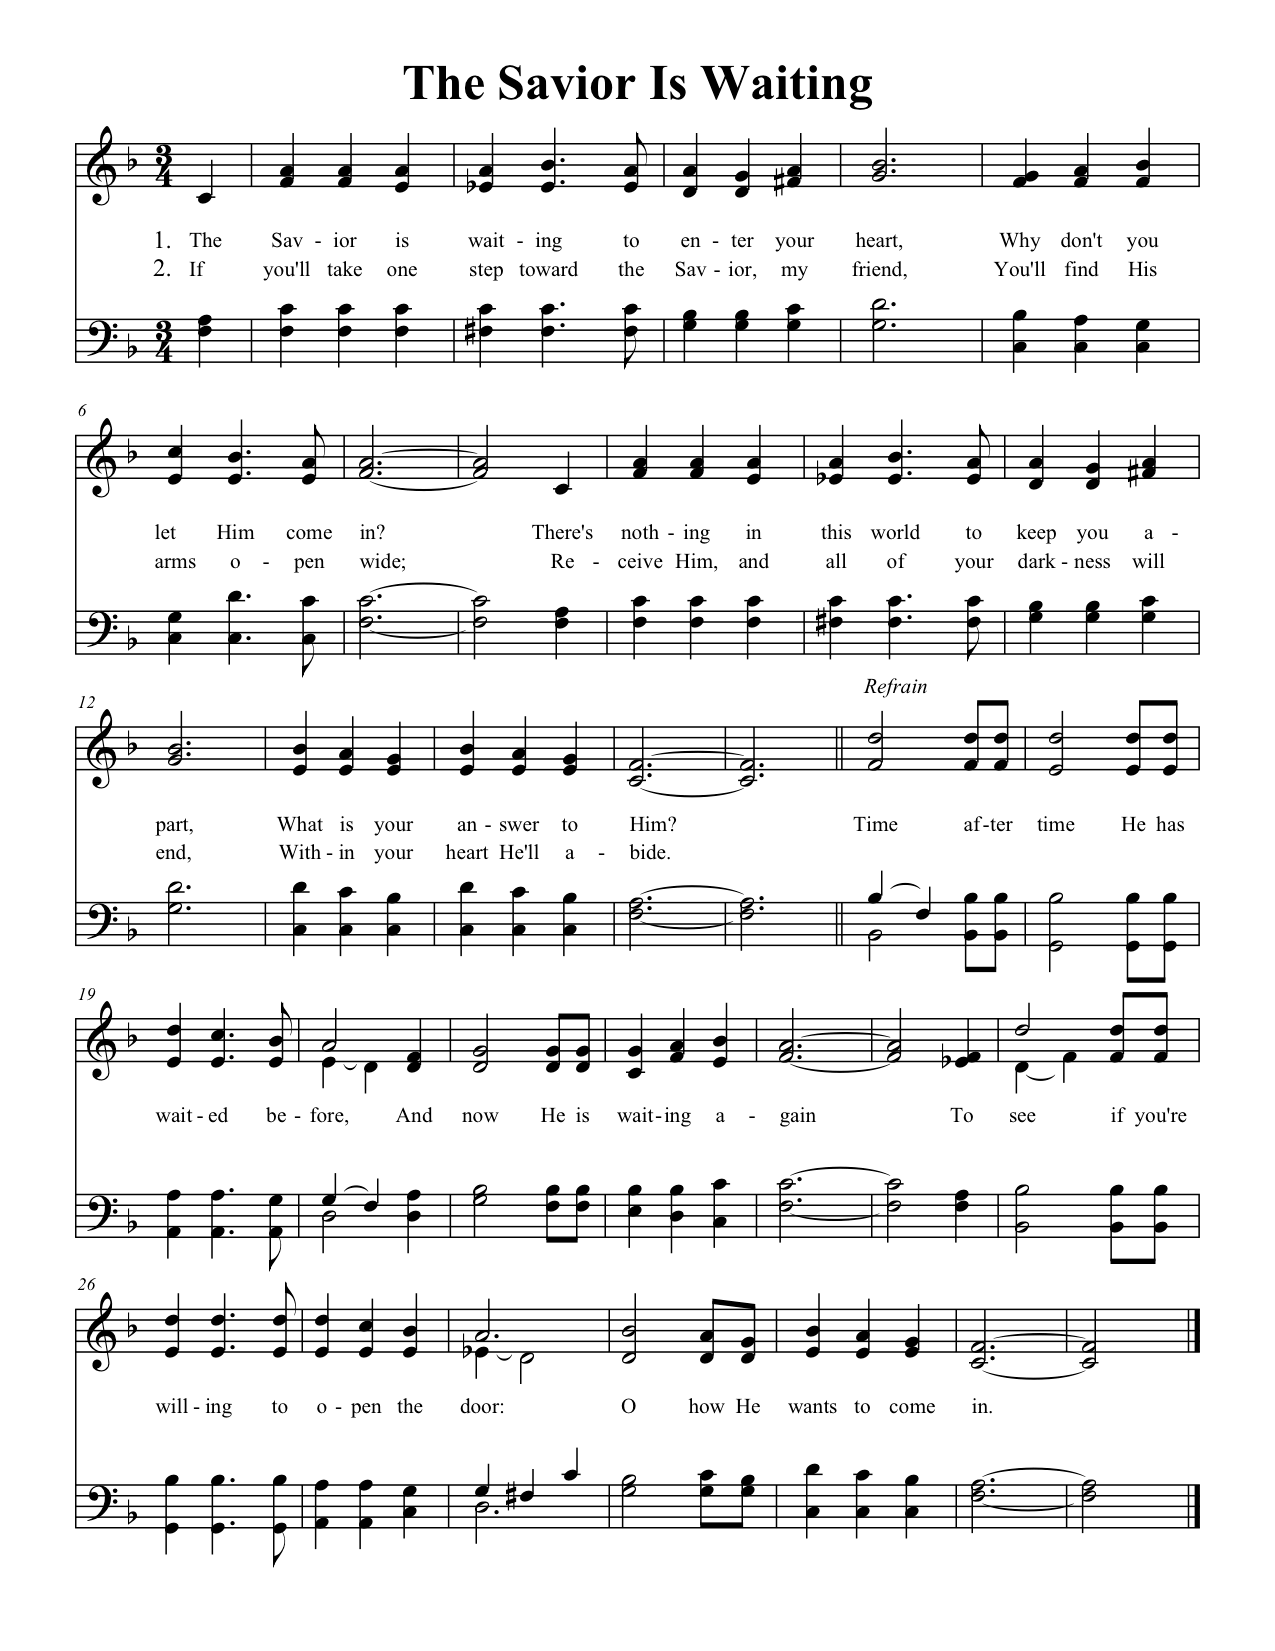 The Savior Is Waiting
1. The Sav - ior is wait - ing to en - ter your heart, Why don't you
2. If you'll take one step toward the Sav - ior, my friend, You'll find His
6
let Him come in? There's noth - ing in this world to keep you a -
arms o - pen wide; Re - ceive Him, and all of your dark - ness will
12
Refrain
part, What is your an - swer to Him? Time af - ter time He has
end, With - in your heart He'll a - bide.
19
wait - ed be - fore, And now He is wait - ing a - gain To see if you're
26
will - ing to o - pen the door: O how He wants to come in.